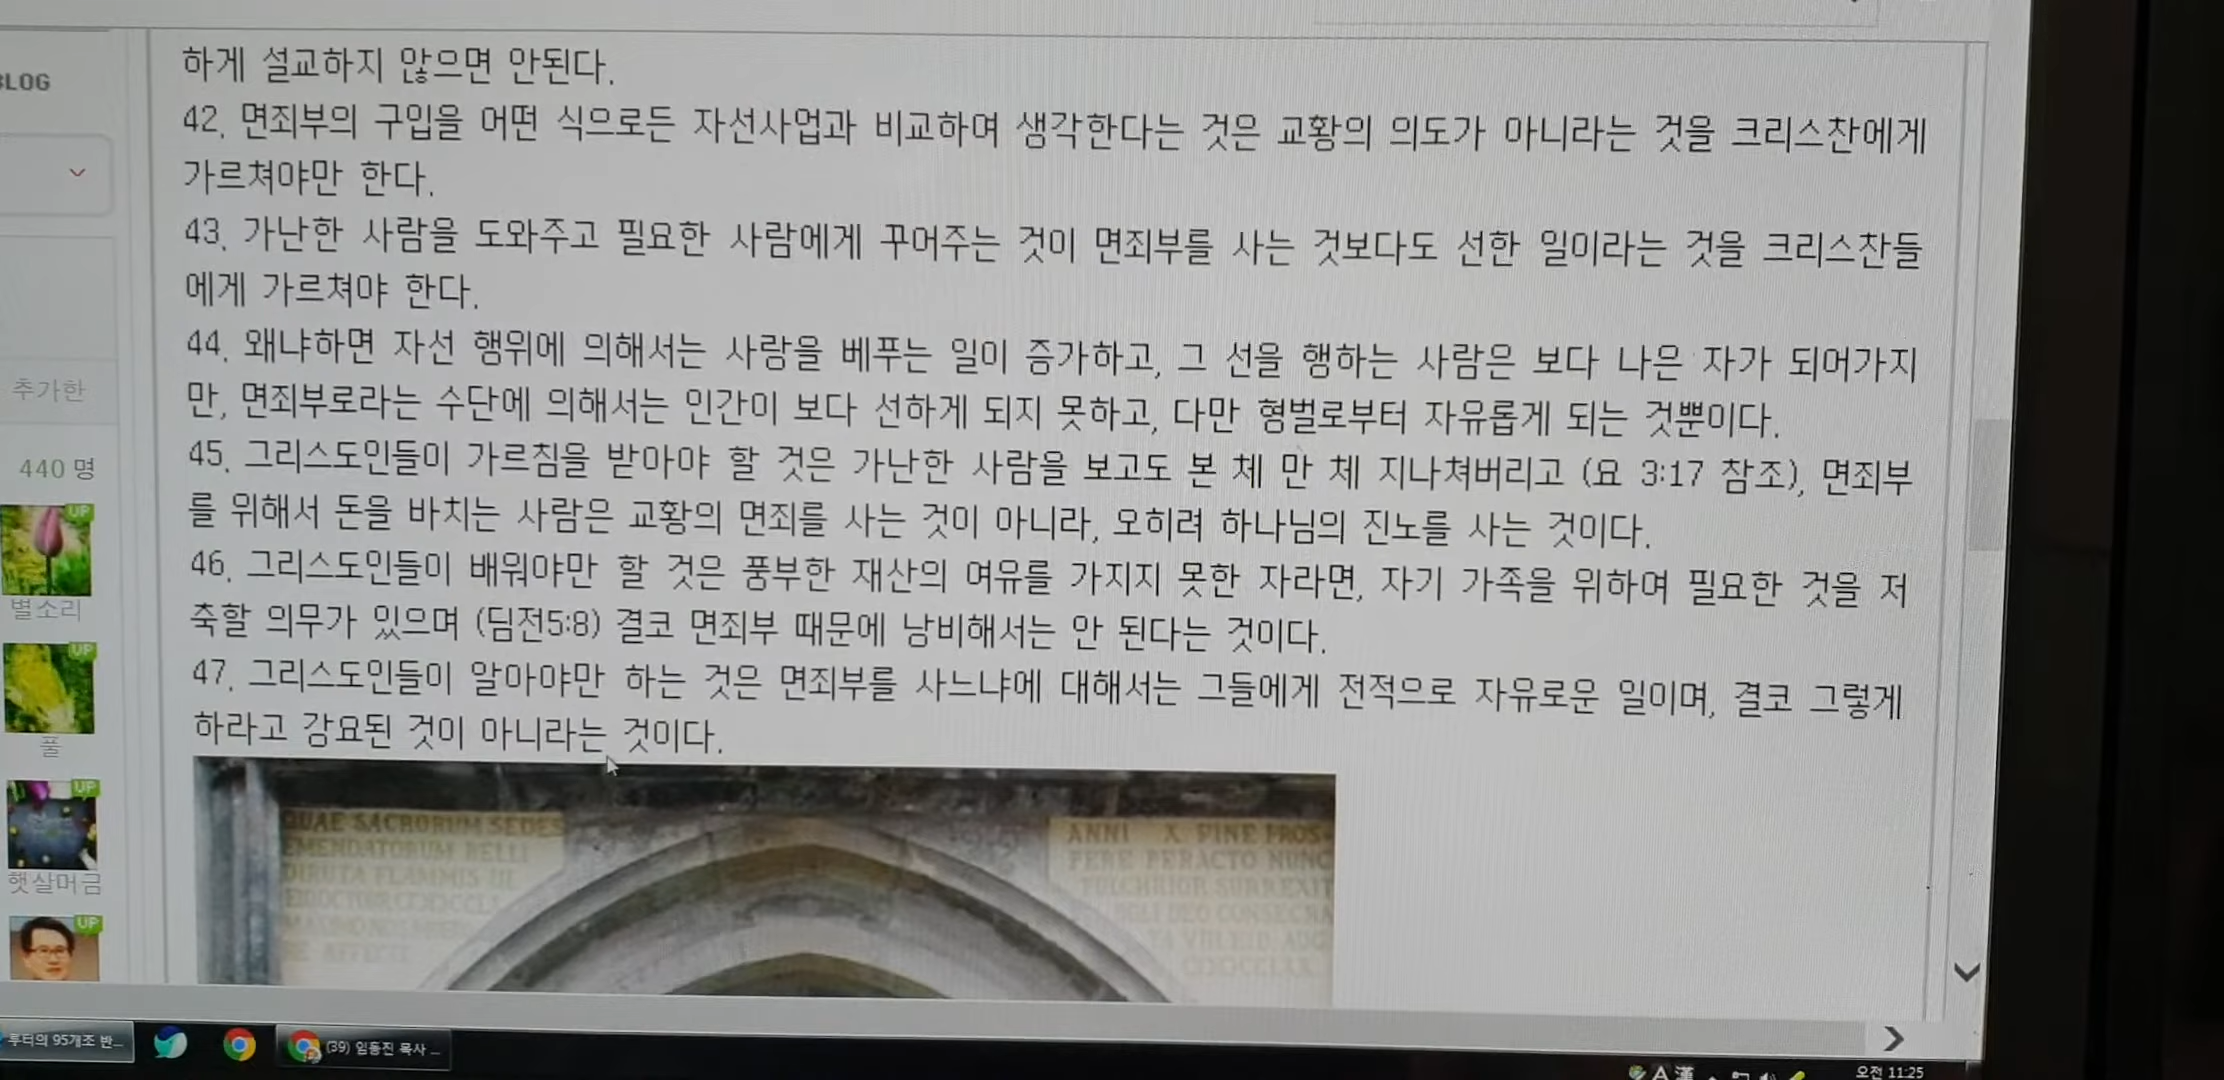 하게 설교하지 않으면 안된다.
42. 면죄부의 구입을 어떤 식으로든 자선사업과 비교하여 생각한다는 것은 교황의 의도가 아니라는 것을 크리스찬에게
가르쳐야만 한다.
43. 가난한 사람을 도와주고 필요한 사람에게 꾸어주는 것이 면죄부를 사는 것보다도 선한 일이라는 것을 크리스찬들
에게 가르쳐야 한다.
44. 왜냐하면 자선 행위에 의해서는 사랑을 베푸는 일이 증가하고, 그 선을 행하는 사람은 보다 나은 자가 되어가지
만, 면죄부로라는 수단에 의해서는 인간이 보다 선하게 되지 못하고, 다만 형벌로부터 자유롭게 되는 것뿐이다.
45. 그리스도인들이 가르침을 받아야 할 것은 가난한 사람을 보고도 본 체 만 체 지나쳐버리고 (요 3:17 참조), 면죄부
를 위해서 돈을 바치는 사람은 교황의 면죄를 사는 것이 아니라, 오히려 하나님의 진노를 사는 것이다.
46. 그리스도인들이 배워야만 할 것은 풍부한 재산의 여유를 가지지 못한 자라면, 자기 가족을 위하여 필요한 것을 저
축할 의무가 있으며 (딤전5:8) 결코 면죄부 때문에 낭비해서는 안 된다는 것이다.
47. 그리스도인들이 알아야만 하는 것은 면죄부를 사느냐에 대해서는 그들에게 전적으로 자유로운 일이며, 결코 그렇게
하라고 강요된 것이 아니라는 것이다.
BLOG
추가한
440 명
UP
별소리
UP
풀
UP
햇살머금
UP
QUAE SACRORUM SEDES
EMENDATORUM BELLI
DIRUTA FLAMMIS III
ANNI X FINE PROS-
PERE PERACTO NUNC
PULCHRIOR SURREXIT
DEO CONSECRA
루터의 95개조 반...
(39) 임동진 목사 ...
A 漢
오전 11:25